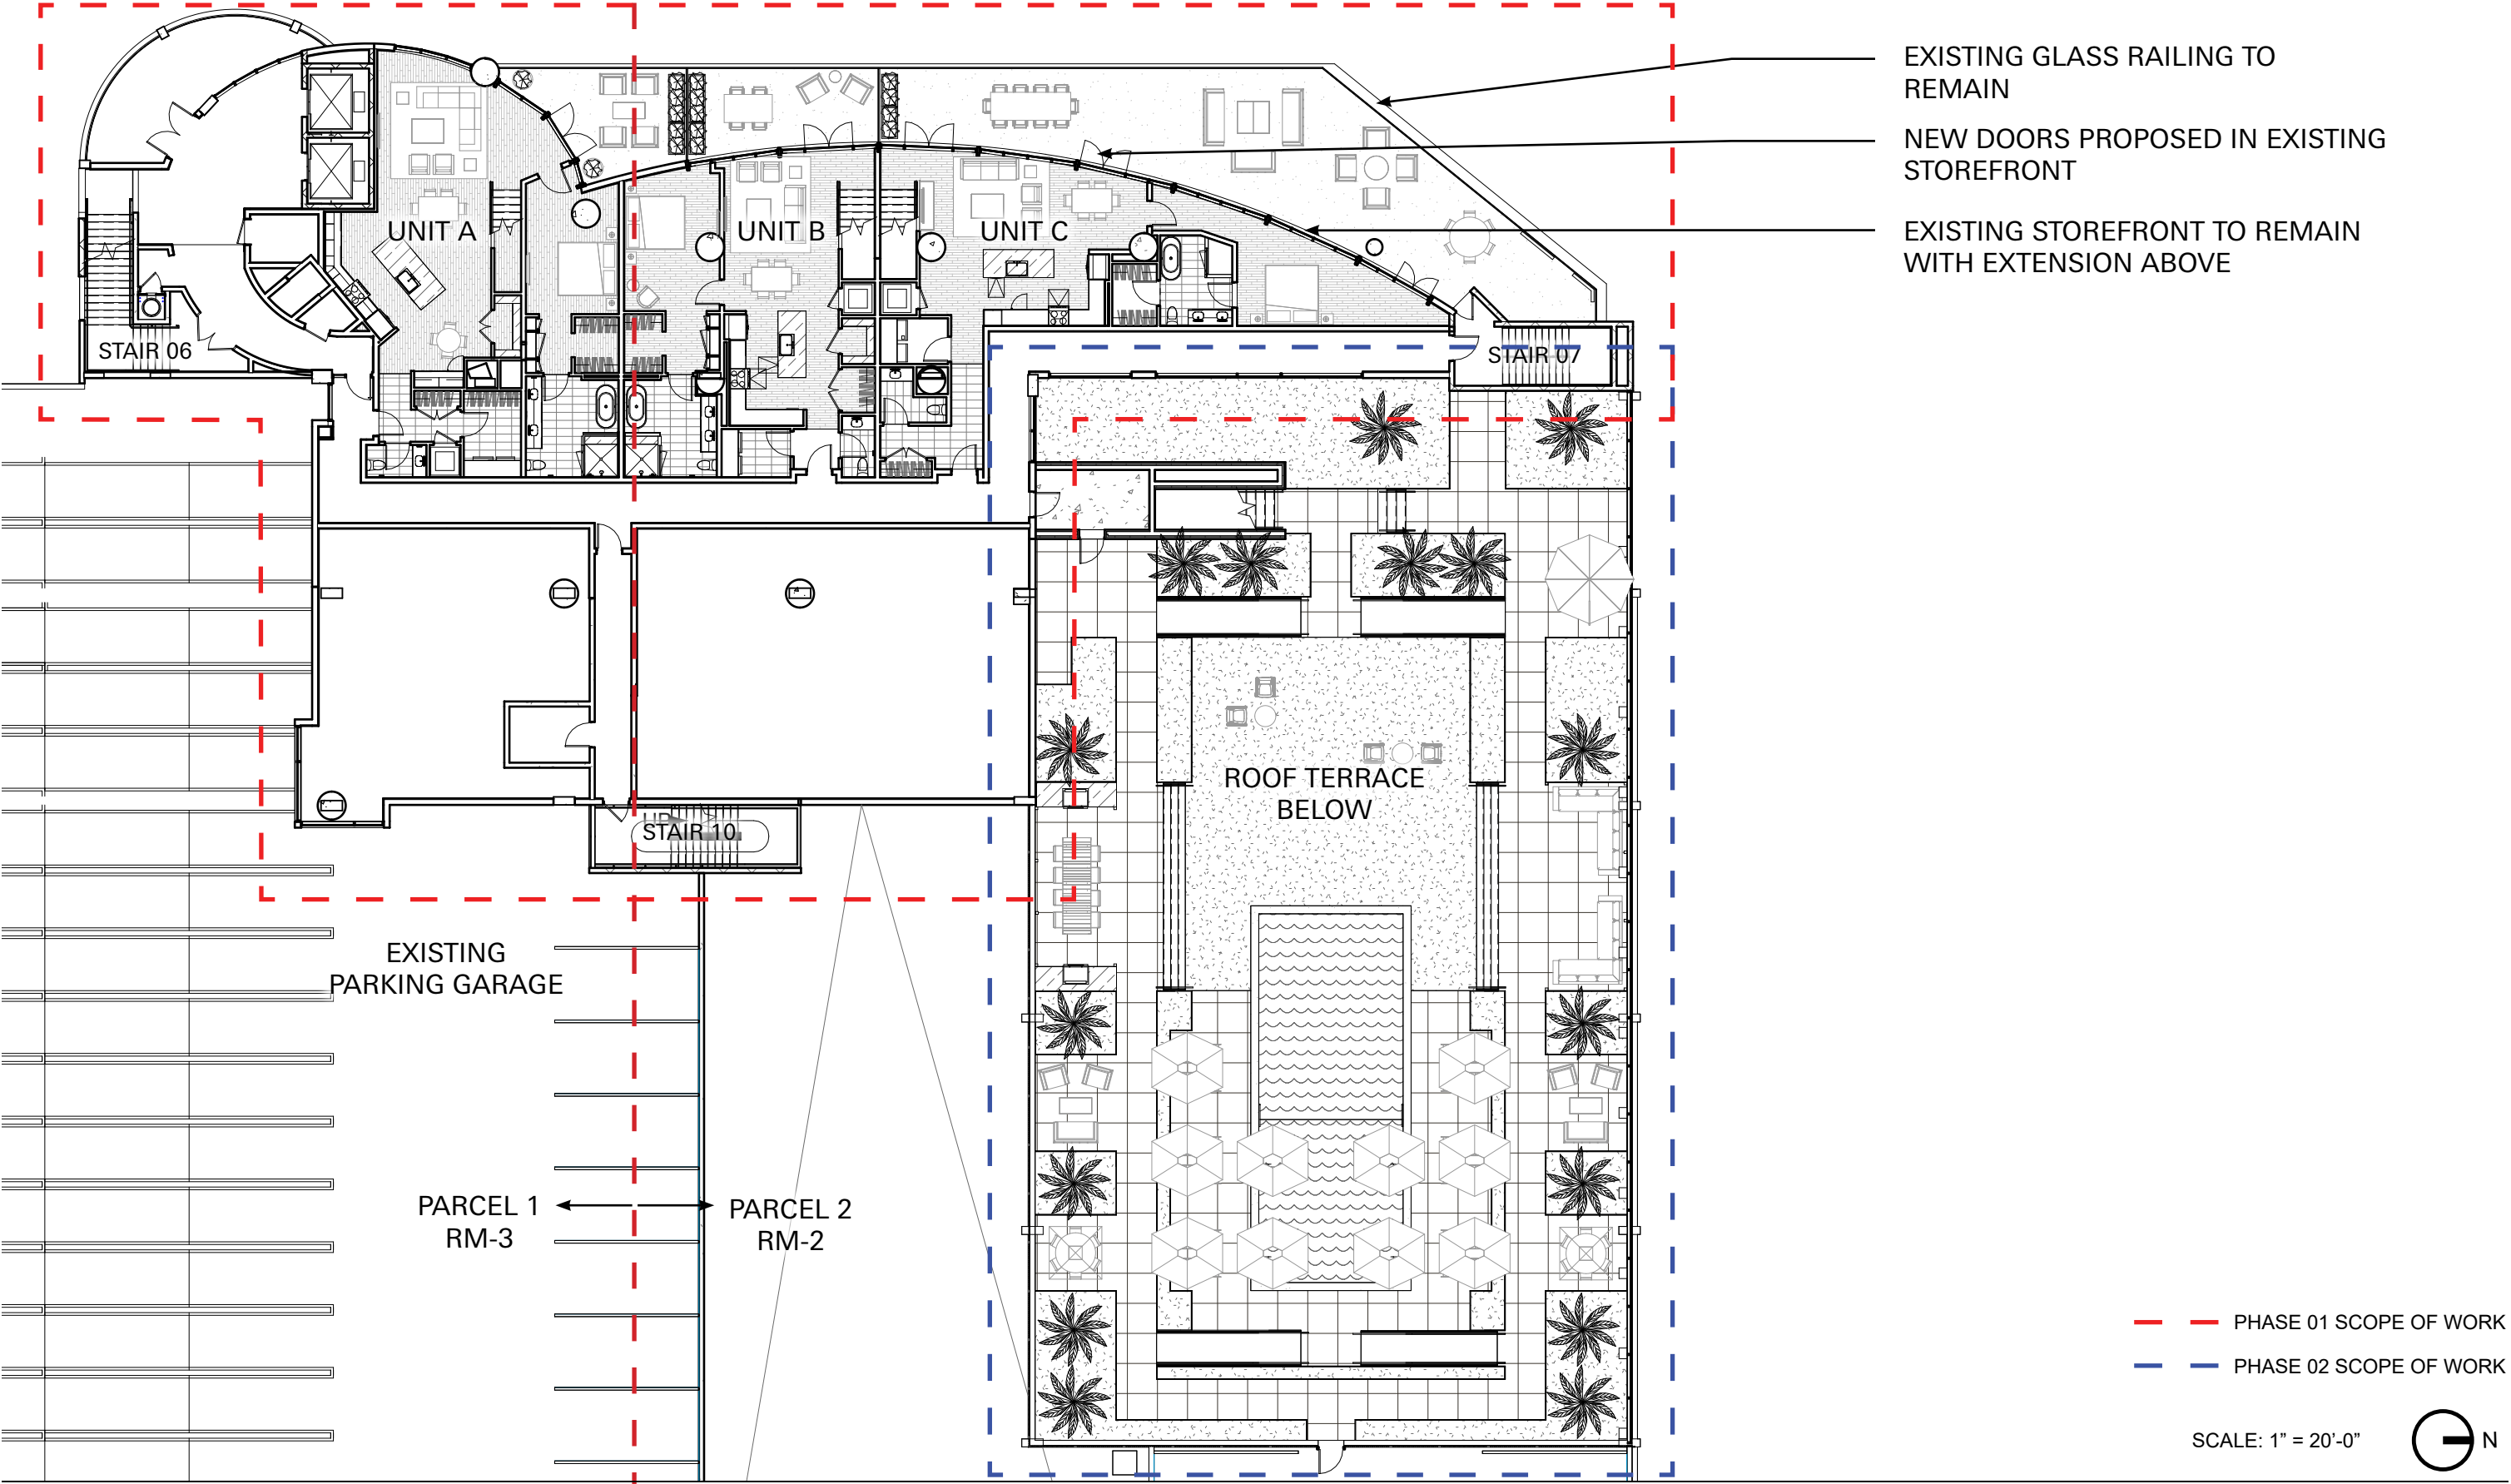 EXISTING GLASS RAILING TO
REMAIN
NEW DOORS PROPOSED IN EXISTING
STOREFRONT
EXISTING STOREFRONT TO REMAIN
WITH EXTENSION ABOVE
UNIT A
UNIT B
UNIT C
STAIR 06
STAIR 07
ROOF TERRACE
BELOW
UP
STAIR 10
EXISTING
PARKING GARAGE
PARCEL 1
RM-3
PARCEL 2
RM-2
PHASE 01 SCOPE OF WORK
PHASE 02 SCOPE OF WORK
SCALE: 1” = 20’-0”
N